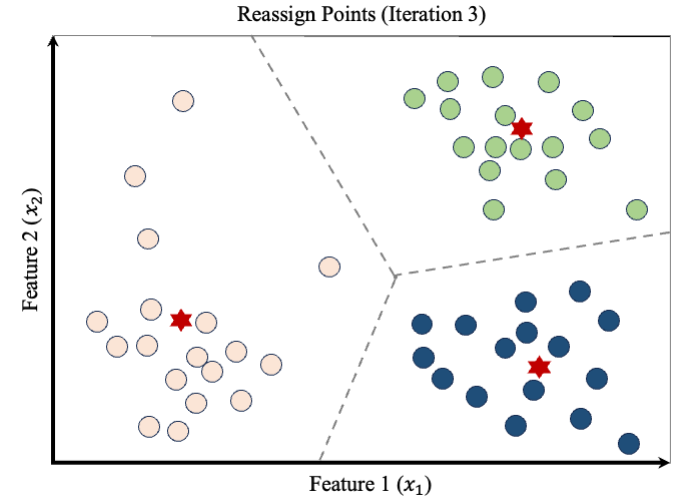 Reassign Points (Iteration 3)
Feature 2 (x₂)
Feature 1 (x₁)